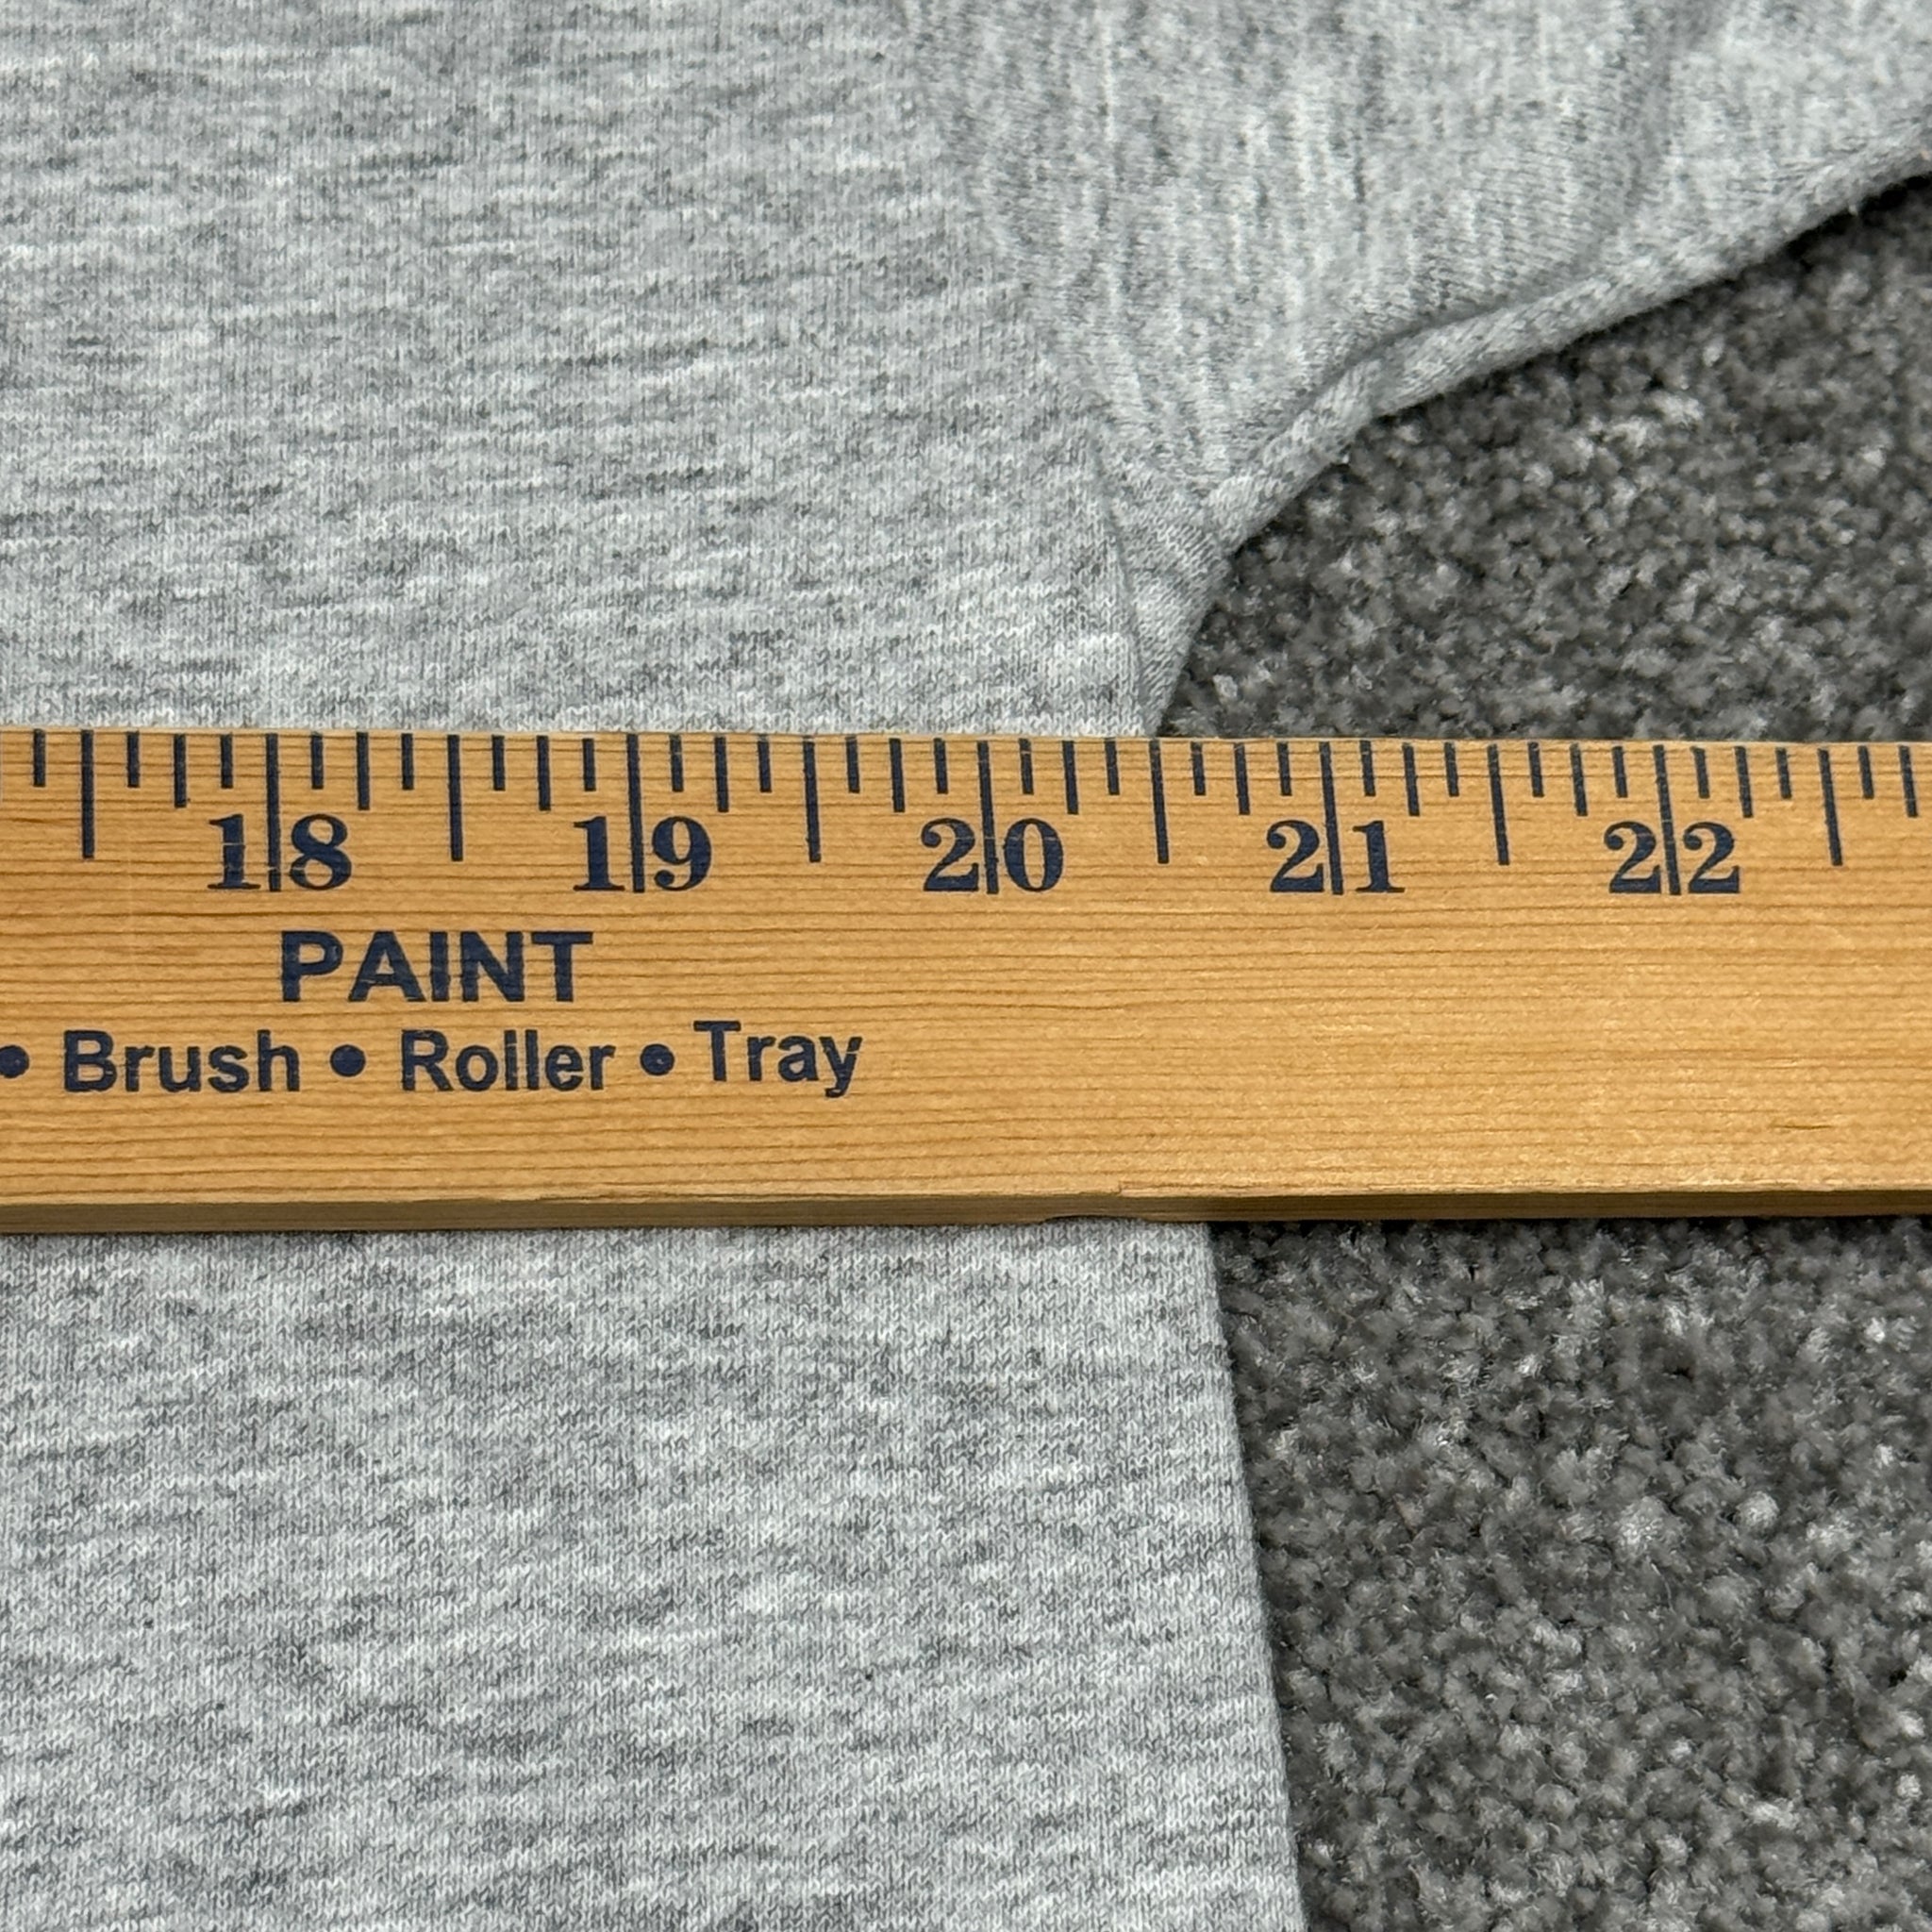 18 19 20 21 22
PAINT
• Brush • Roller • Tray